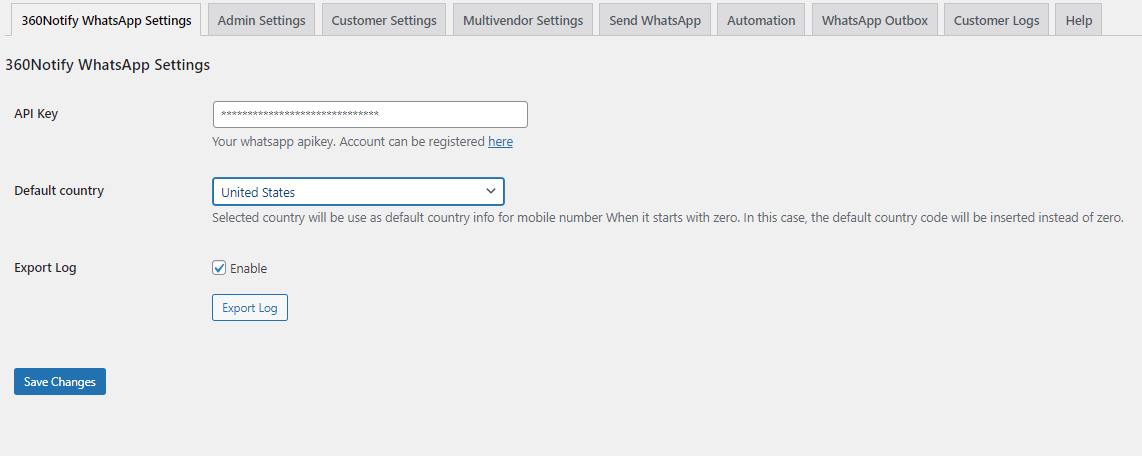 360Notify WhatsApp Settings Admin Settings Customer Settings Multivendor Settings Send WhatsApp Automation WhatsApp Outbox Customer Logs Help
360Notify WhatsApp Settings
API Key ******************************
Your whatsapp apikey. Account can be registered here
Default country United States
Selected country will be use as default country info for mobile number When it starts with zero. In this case, the default country code will be inserted instead of zero.
Export Log Enable
Export Log
Save Changes